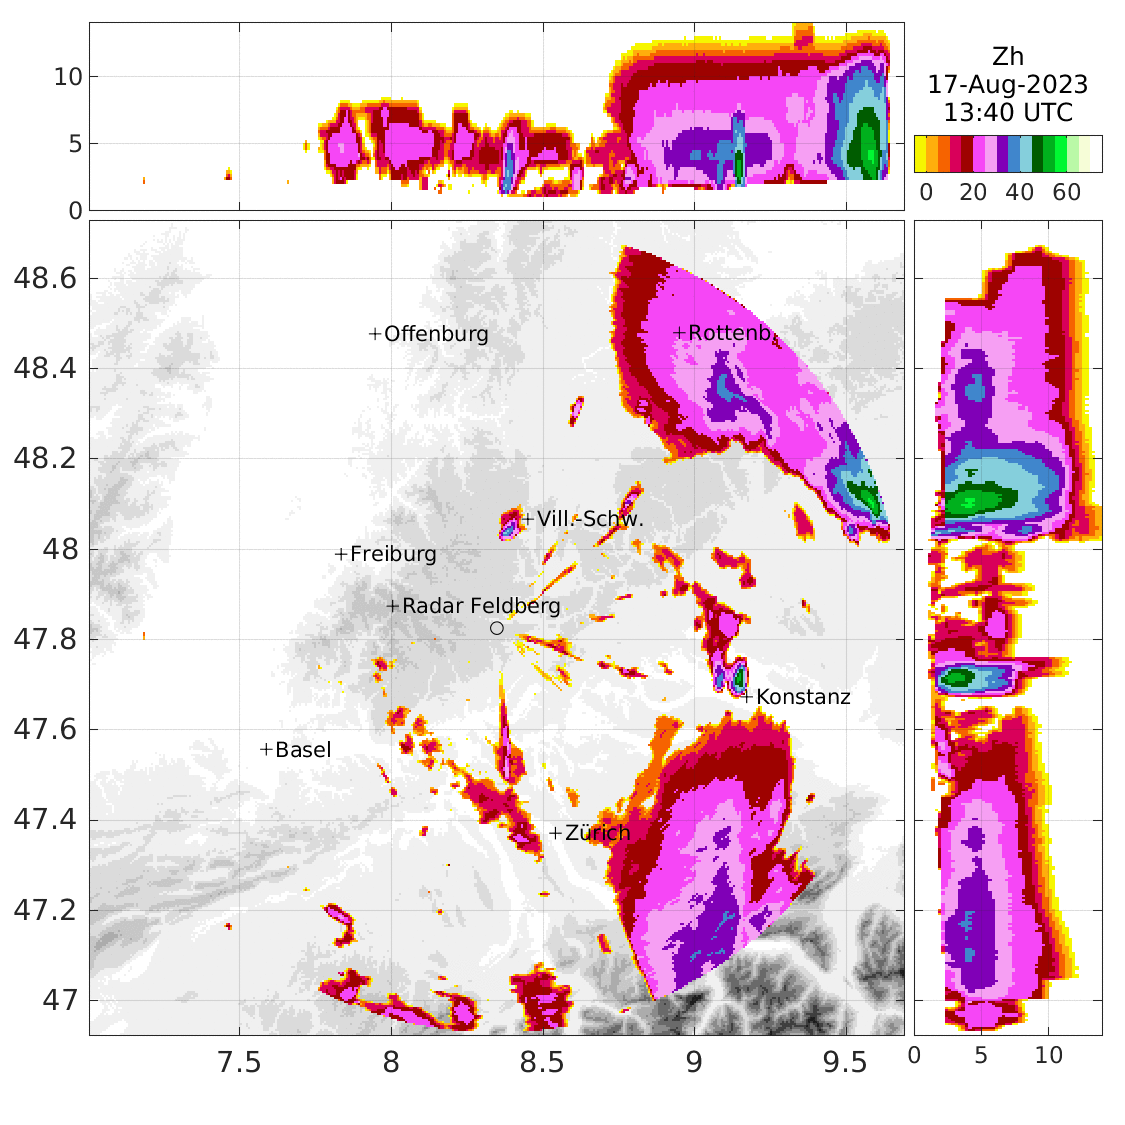 10
5
0
Zh
17-Aug-2023
13:40 UTC
0 20 40 60
48.6
48.4
48.2
48
47.8
47.6
47.4
47.2
47
+Offenburg
+Rottenb.
+Vill.-Schw.
+Freiburg
+Radar Feldberg
+Konstanz
+Basel
+Zürich
7.5 8 8.5 9 9.5
0 5 10